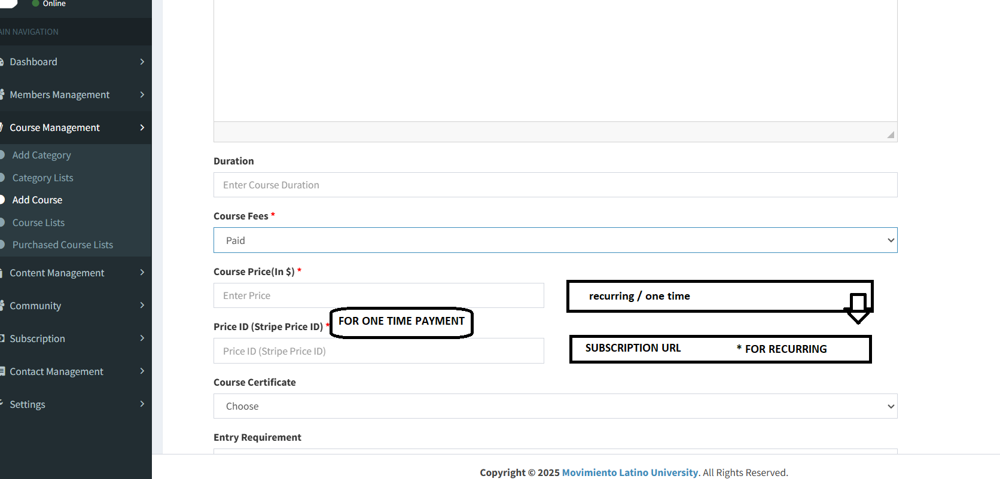 Online
AIN NAVIGATION
Dashboard
Members Management
Course Management
Add Category
Category Lists
Add Course
Course Lists
Purchased Course Lists
Content Management
Community
Subscription
Contact Management
Settings
Duration
Enter Course Duration
Course Fees *
Paid
Course Price(In $) *
Enter Price
recurring / one time
Price ID (Stripe Price ID) *
FOR ONE TIME PAYMENT
Price ID (Stripe Price ID)
SUBSCRIPTION URL * FOR RECURRING
Course Certificate
Choose
Entry Requirement
Copyright © 2025 Movimiento Latino University. All Rights Reserved.